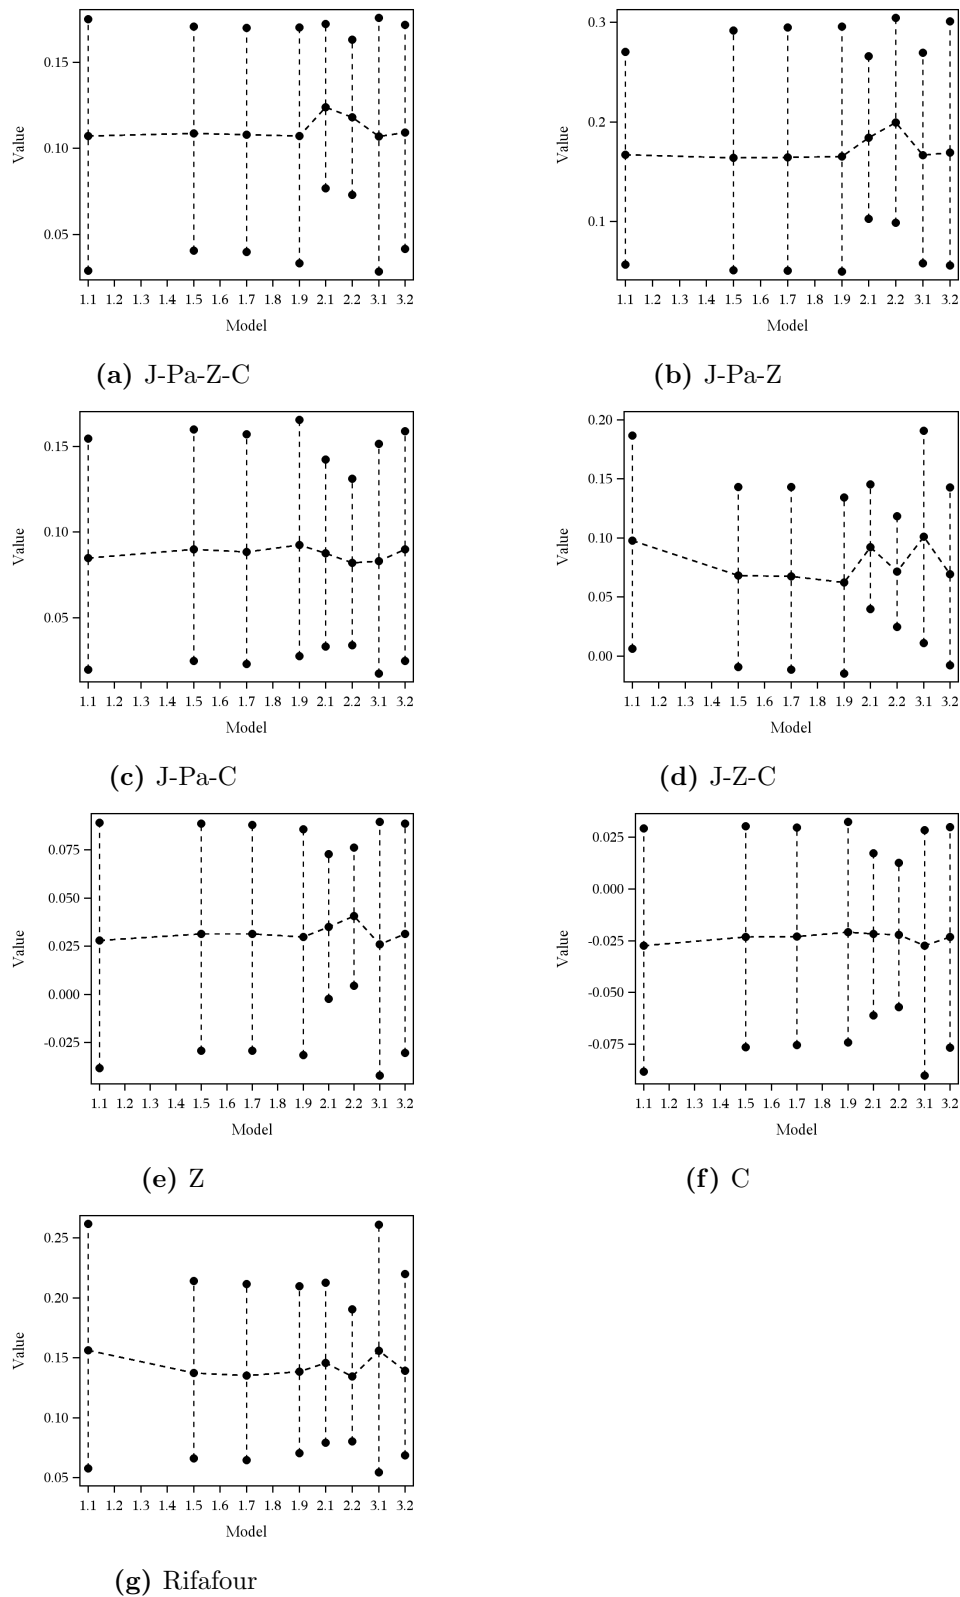 0.15
0.10
0.05
Value
1.1 1.2 1.3 1.4 1.5 1.6 1.7 1.8 1.9 2.1 2.2 3.1 3.2
Model
(a) J-Pa-Z-C
0.3
0.2
0.1
Value
1.1 1.2 1.3 1.4 1.5 1.6 1.7 1.8 1.9 2.1 2.2 3.1 3.2
Model
(b) J-Pa-Z
0.15
0.10
0.05
Value
1.1 1.2 1.3 1.4 1.5 1.6 1.7 1.8 1.9 2.1 2.2 3.1 3.2
Model
(c) J-Pa-C
0.20
0.15
0.10
0.05
0.00
Value
1.1 1.2 1.3 1.4 1.5 1.6 1.7 1.8 1.9 2.1 2.2 3.1 3.2
Model
(d) J-Z-C
0.075
0.050
0.025
0.000
-0.025
Value
1.1 1.2 1.3 1.4 1.5 1.6 1.7 1.8 1.9 2.1 2.2 3.1 3.2
Model
(e) Z
0.025
0.000
-0.025
-0.050
-0.075
Value
1.1 1.2 1.3 1.4 1.5 1.6 1.7 1.8 1.9 2.1 2.2 3.1 3.2
Model
(f) C
0.25
0.20
0.15
0.10
0.05
Value
1.1 1.2 1.3 1.4 1.5 1.6 1.7 1.8 1.9 2.1 2.2 3.1 3.2
Model
(g) Rifafour